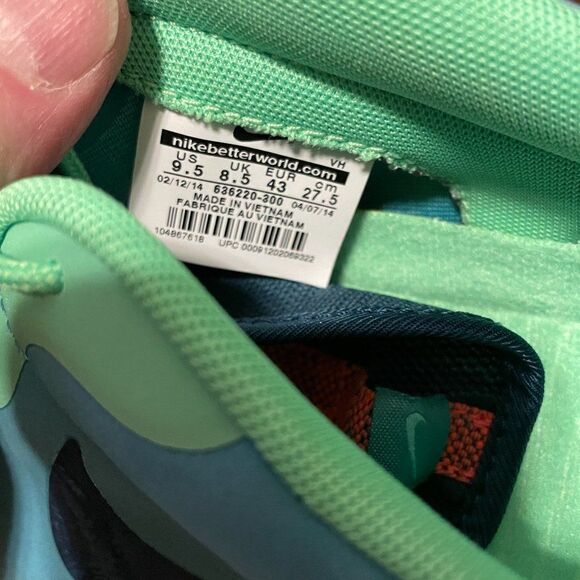 nikebetterworld.com VH
US UK EUR cm
9.5 8.5 43 27.5
02/12/14 636220-300 04/07/14
MADE IN VIETNAM
FABRIQUE AU VIETNAM
104867618 UPC:00091202069322